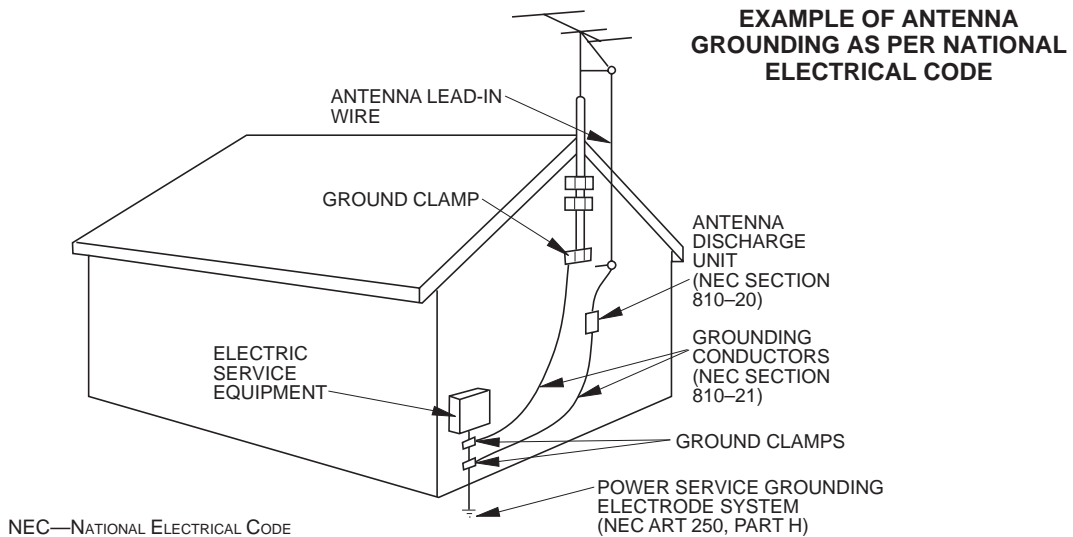 EXAMPLE OF ANTENNA
GROUNDING AS PER NATIONAL
ELECTRICAL CODE
ANTENNA LEAD-IN
WIRE
GROUND CLAMP
ANTENNA
DISCHARGE
UNIT
(NEC SECTION
810–20)
GROUNDING
CONDUCTORS
(NEC SECTION
810–21)
ELECTRIC
SERVICE
EQUIPMENT
GROUND CLAMPS
POWER SERVICE GROUNDING
ELECTRODE SYSTEM
(NEC ART 250, PART H)
NEC—NATIONAL ELECTRICAL CODE